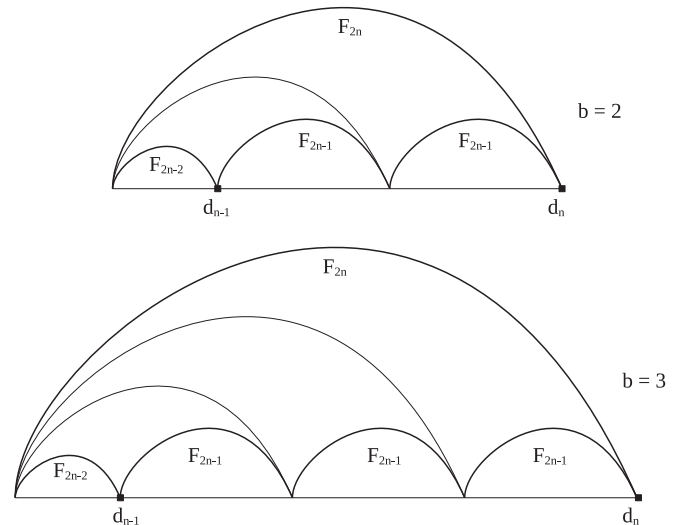 F₂ₙ
b = 2
F₂ₙ₋₂ F₂ₙ₋₁ F₂ₙ₋₁
dₙ₋₁ dₙ
F₂ₙ
b = 3
F₂ₙ₋₂ F₂ₙ₋₁ F₂ₙ₋₁ F₂ₙ₋₁
dₙ₋₁ dₙ